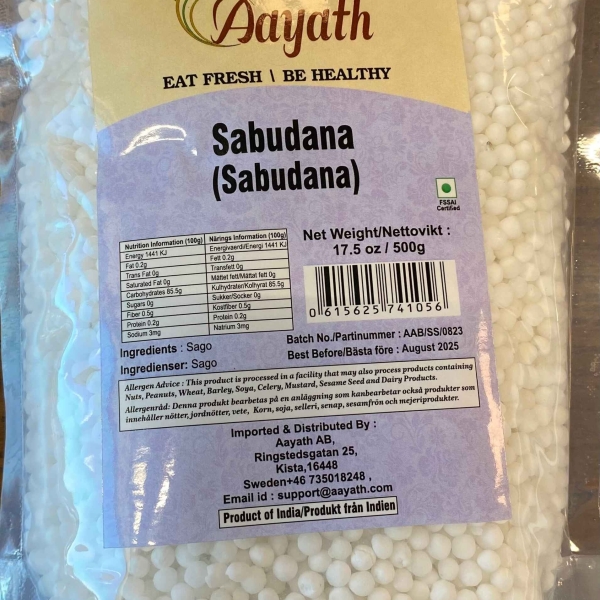 Aayath
EAT FRESH \ BE HEALTHY
Sabudana
(Sabudana)
FSSAI
Certified
Nutrition Information (100g) Närings Information (100g)
Energy 1441 KJ Energivaerdi/Energi 1441 KJ
Fat 0.2g Fett 0.2g
Trans Fat 0g Transfett 0g
Saturated Fat 0g Mättet fett/Mättat fett 0g
Carbohydrates 85.5g Kulhydrater/Kolhyrat 85.5g
Sugars 0g Sukker/Socker 0g
Fiber 0.5g Kostfiber 0.5g
Protein 0.2g Protein 0.2g
Sodium 3mg Natrium 3mg
Net Weight/Nettovikt :
17.5 oz / 500g
0 615625 741056
Ingredients : Sago
Ingredienser: Sago
Batch No./Partinummer : AAB/SS/0823
Best Before/Bästa före : August 2025
Allergen Advice : This product is processed in a facility that may also process products containing
Nuts, Peanuts, Wheat, Barley, Soya, Celery, Mustard, Sesame Seed and Dairy Products.
Allergenråd: Denna produkt bearbetas på en anläggning som kanbearbetar också produkter som
innehåller nötter, jordnötter, vete, Korn, soja, selleri, senap, sesamfrön och mejeriprodukter.
Imported & Distributed By :
Aayath AB,
Ringstedsgatan 25,
Kista,16448
Sweden+46 735018248 ,
Email id : support@aayath.com
Product of India/Produkt från Indien